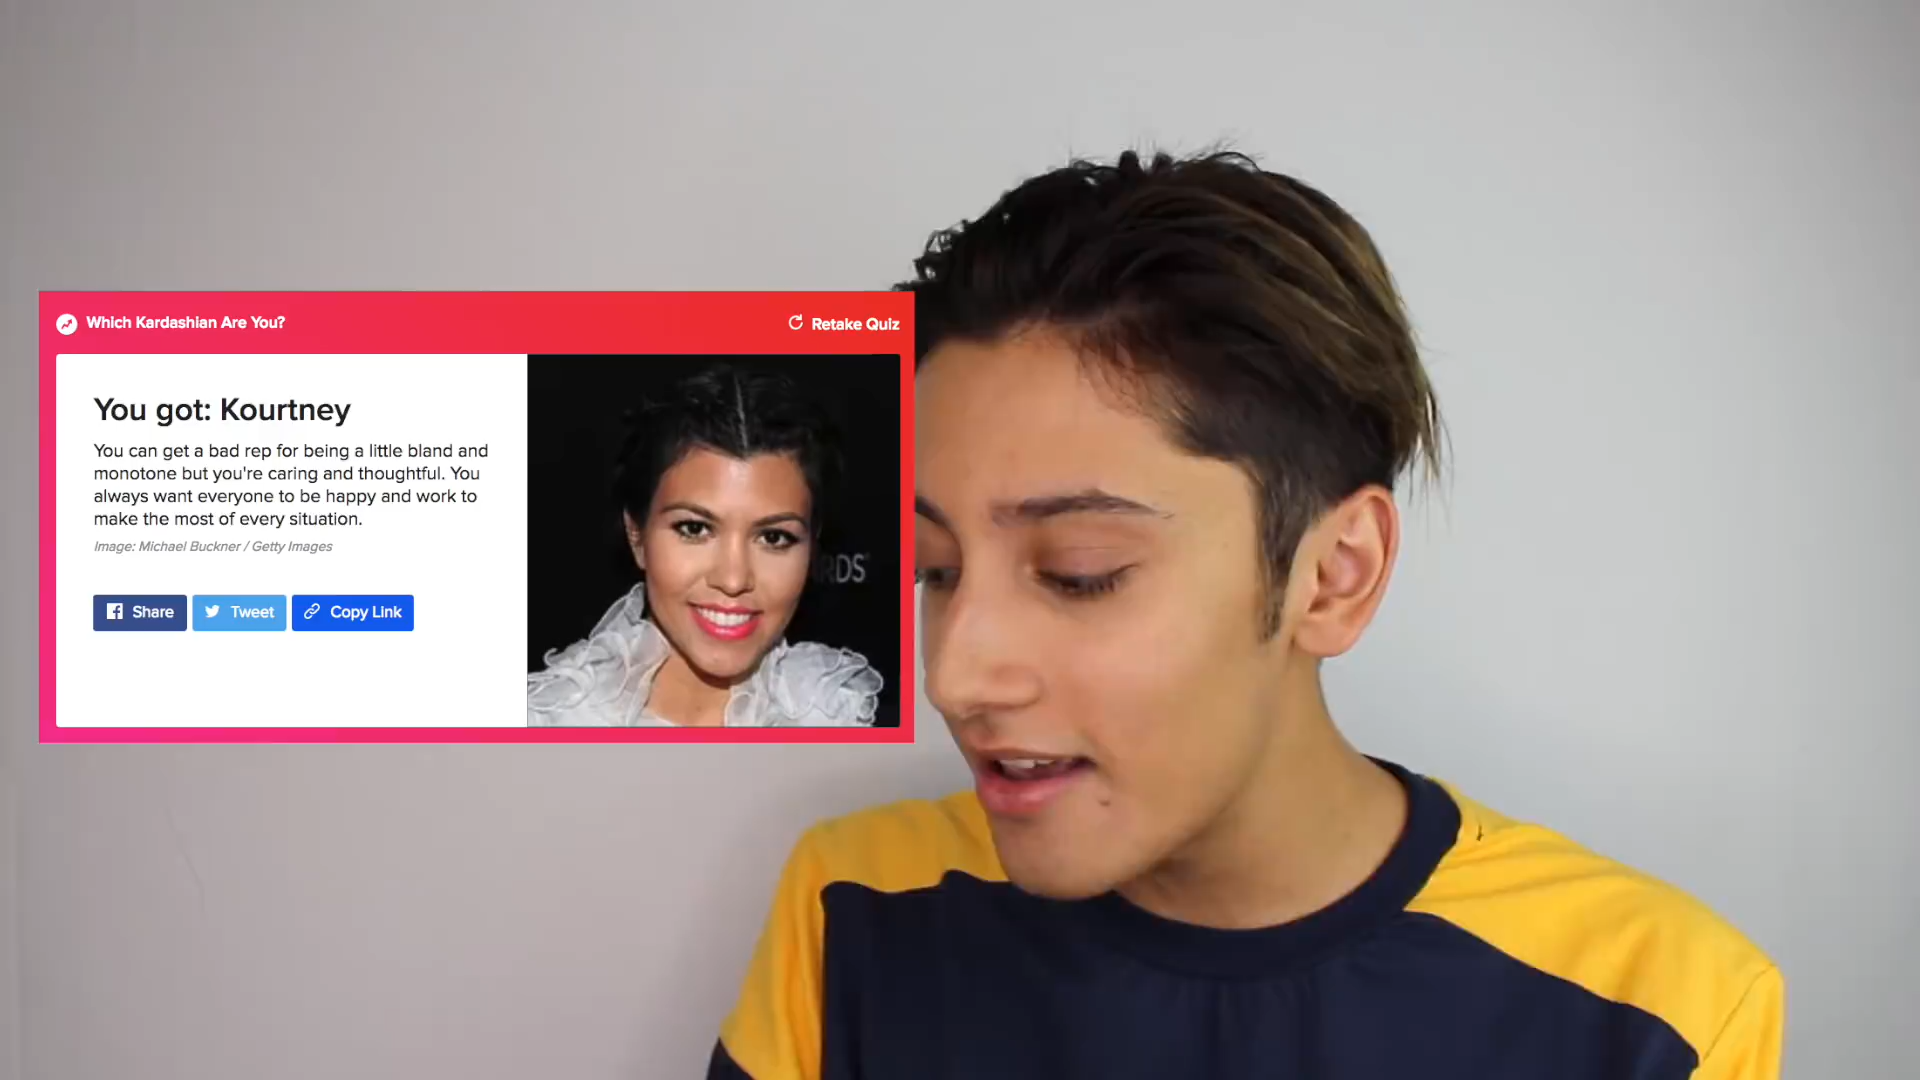 Which Kardashian Are You?
Retake Quiz
You got: Kourtney
You can get a bad rep for being a little bland and
monotone but you're caring and thoughtful. You
always want everyone to be happy and work to
make the most of every situation.
Image: Michael Buckner / Getty Images
Share
Tweet
Copy Link
RDS